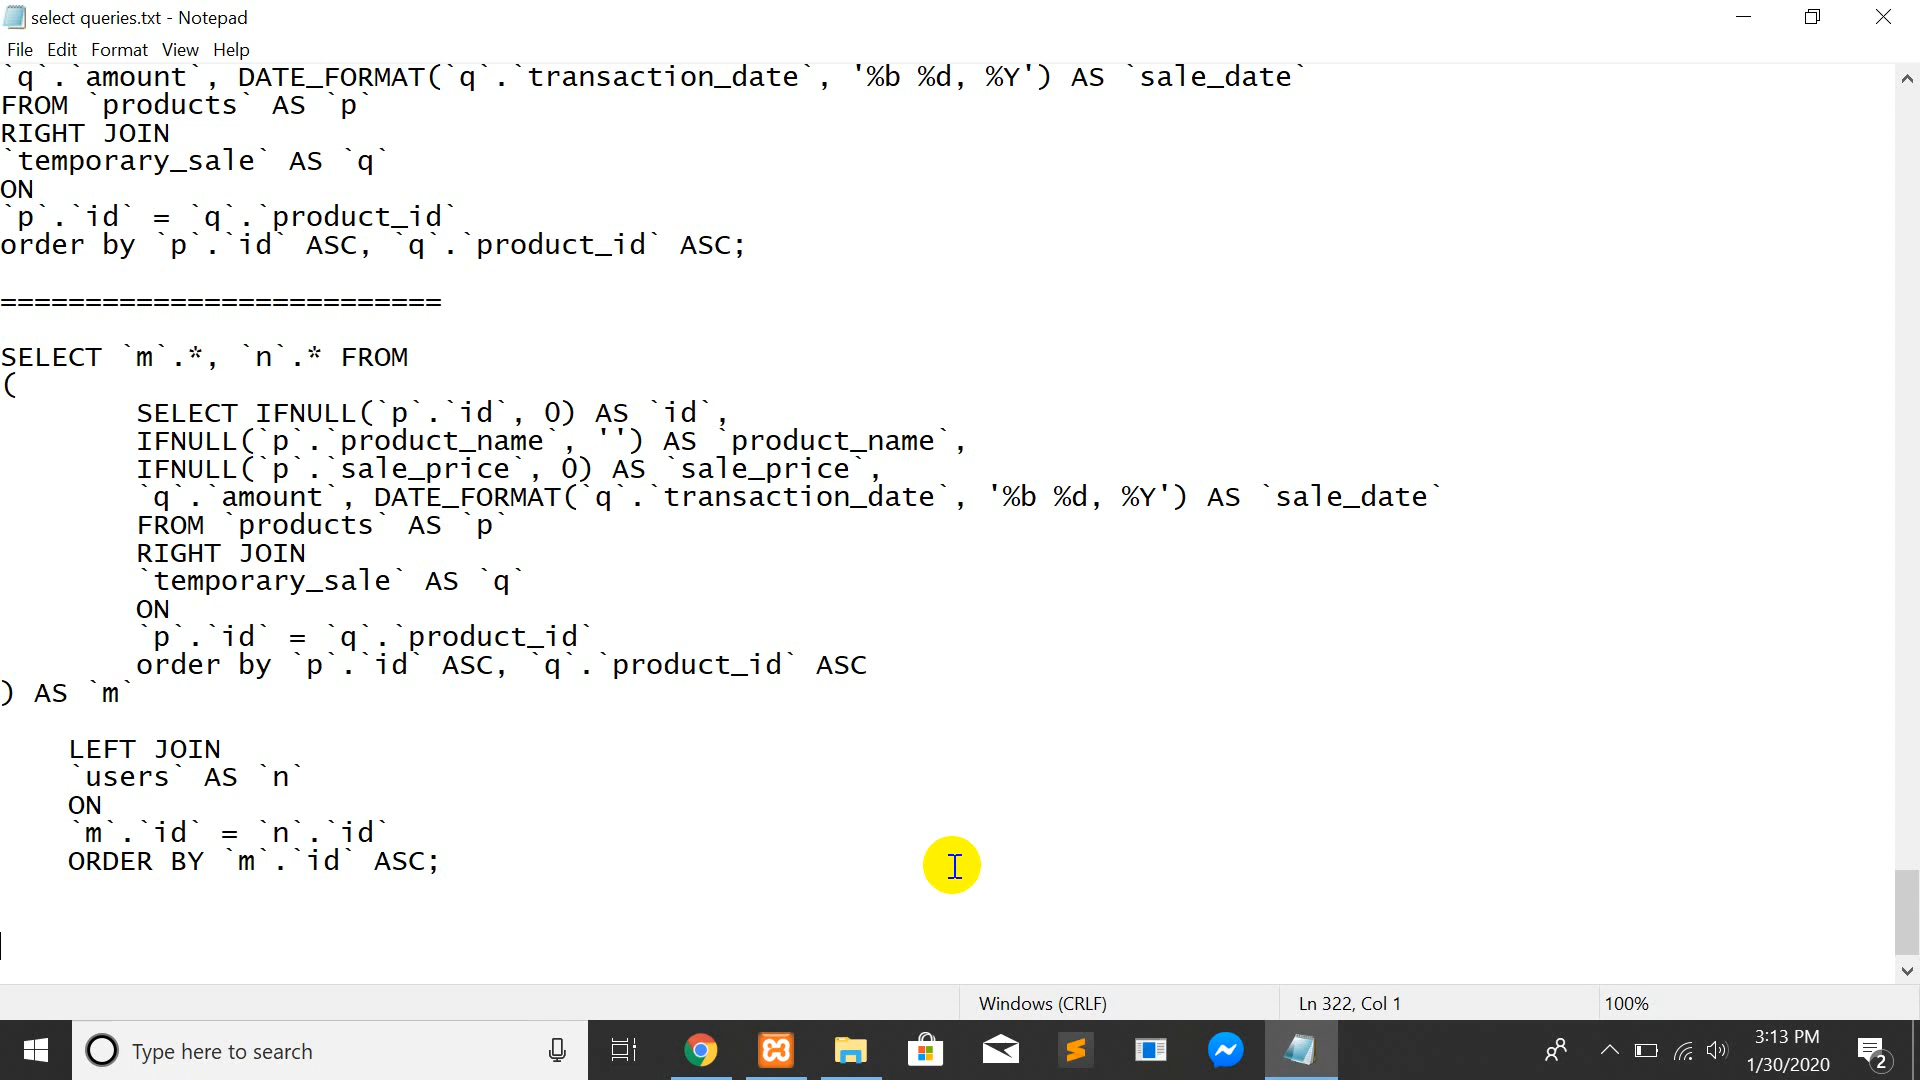 select queries.txt - Notepad
File Edit Format View Help
`q`.`amount`, DATE_FORMAT(`q`.`transaction_date`, '%b %d, %Y') AS `sale_date`
FROM `products` AS `p`
RIGHT JOIN
`temporary_sale` AS `q`
ON
`p`.`id` = `q`.`product_id`
order by `p`.`id` ASC, `q`.`product_id` ASC;
==========================
SELECT `m`.*, `n`.* FROM
(
SELECT IFNULL(`p`.`id`, 0) AS `id`,
IFNULL(`p`.`product_name`, '') AS `product_name`,
IFNULL(`p`.`sale_price`, 0) AS `sale_price`,
`q`.`amount`, DATE_FORMAT(`q`.`transaction_date`, '%b %d, %Y') AS `sale_date`
FROM `products` AS `p`
RIGHT JOIN
`temporary_sale` AS `q`
ON
`p`.`id` = `q`.`product_id`
order by `p`.`id` ASC, `q`.`product_id` ASC
) AS `m`
LEFT JOIN
`users` AS `n`
ON
`m`.`id` = `n`.`id`
ORDER BY `m`.`id` ASC;
Windows (CRLF) Ln 322, Col 1 100%
Type here to search
3:13 PM
1/30/2020
2